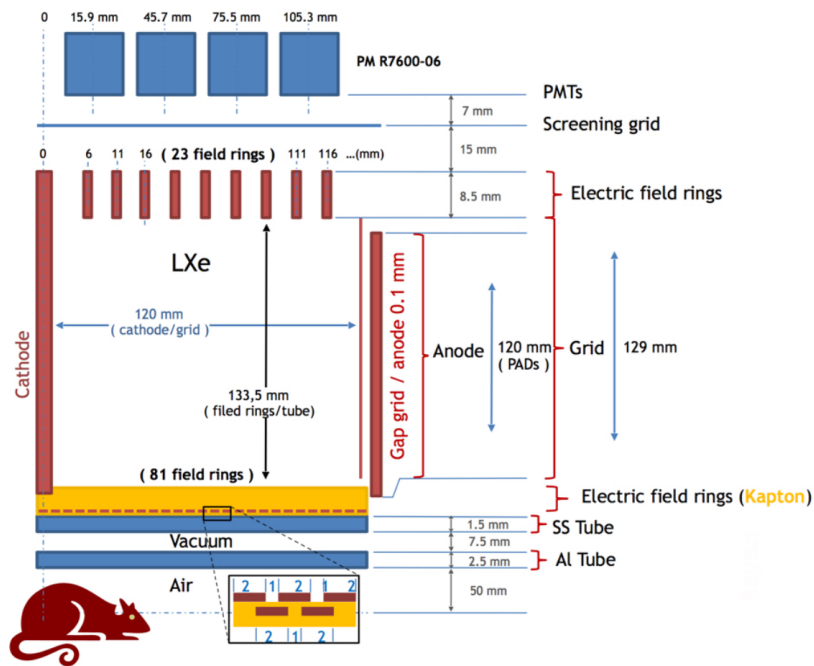 0 15.9 mm 45.7 mm 75.5 mm 105.3 mm
PM R7600-06
PMTs
7 mm
Screening grid
0 6 11 16 ( 23 field rings ) 111 116 ...(mm)
15 mm
8.5 mm
Electric field rings
LXe
120 mm
( cathode/grid )
Cathode
133,5 mm
( filed rings/tube)
Gap grid / anode 0.1 mm
Anode
120 mm
( PADs )
Grid
129 mm
( 81 field rings )
Electric field rings (Kapton)
1.5 mm
SS Tube
Vacuum
7.5 mm
2.5 mm
Al Tube
Air
50 mm
2 1 2 1 2
2 1 2